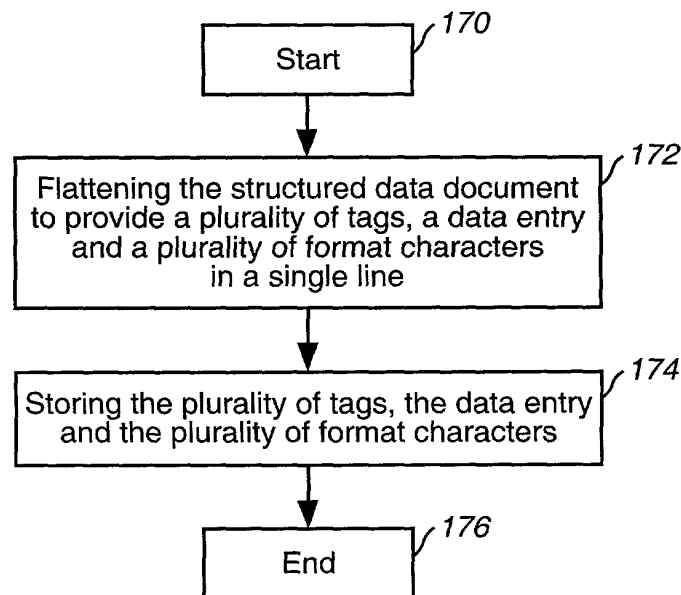 170
Start
172
Flattening the structured data document
to provide a plurality of tags, a data entry
and a plurality of format characters
in a single line
174
Storing the plurality of tags, the data entry
and the plurality of format characters
176
End